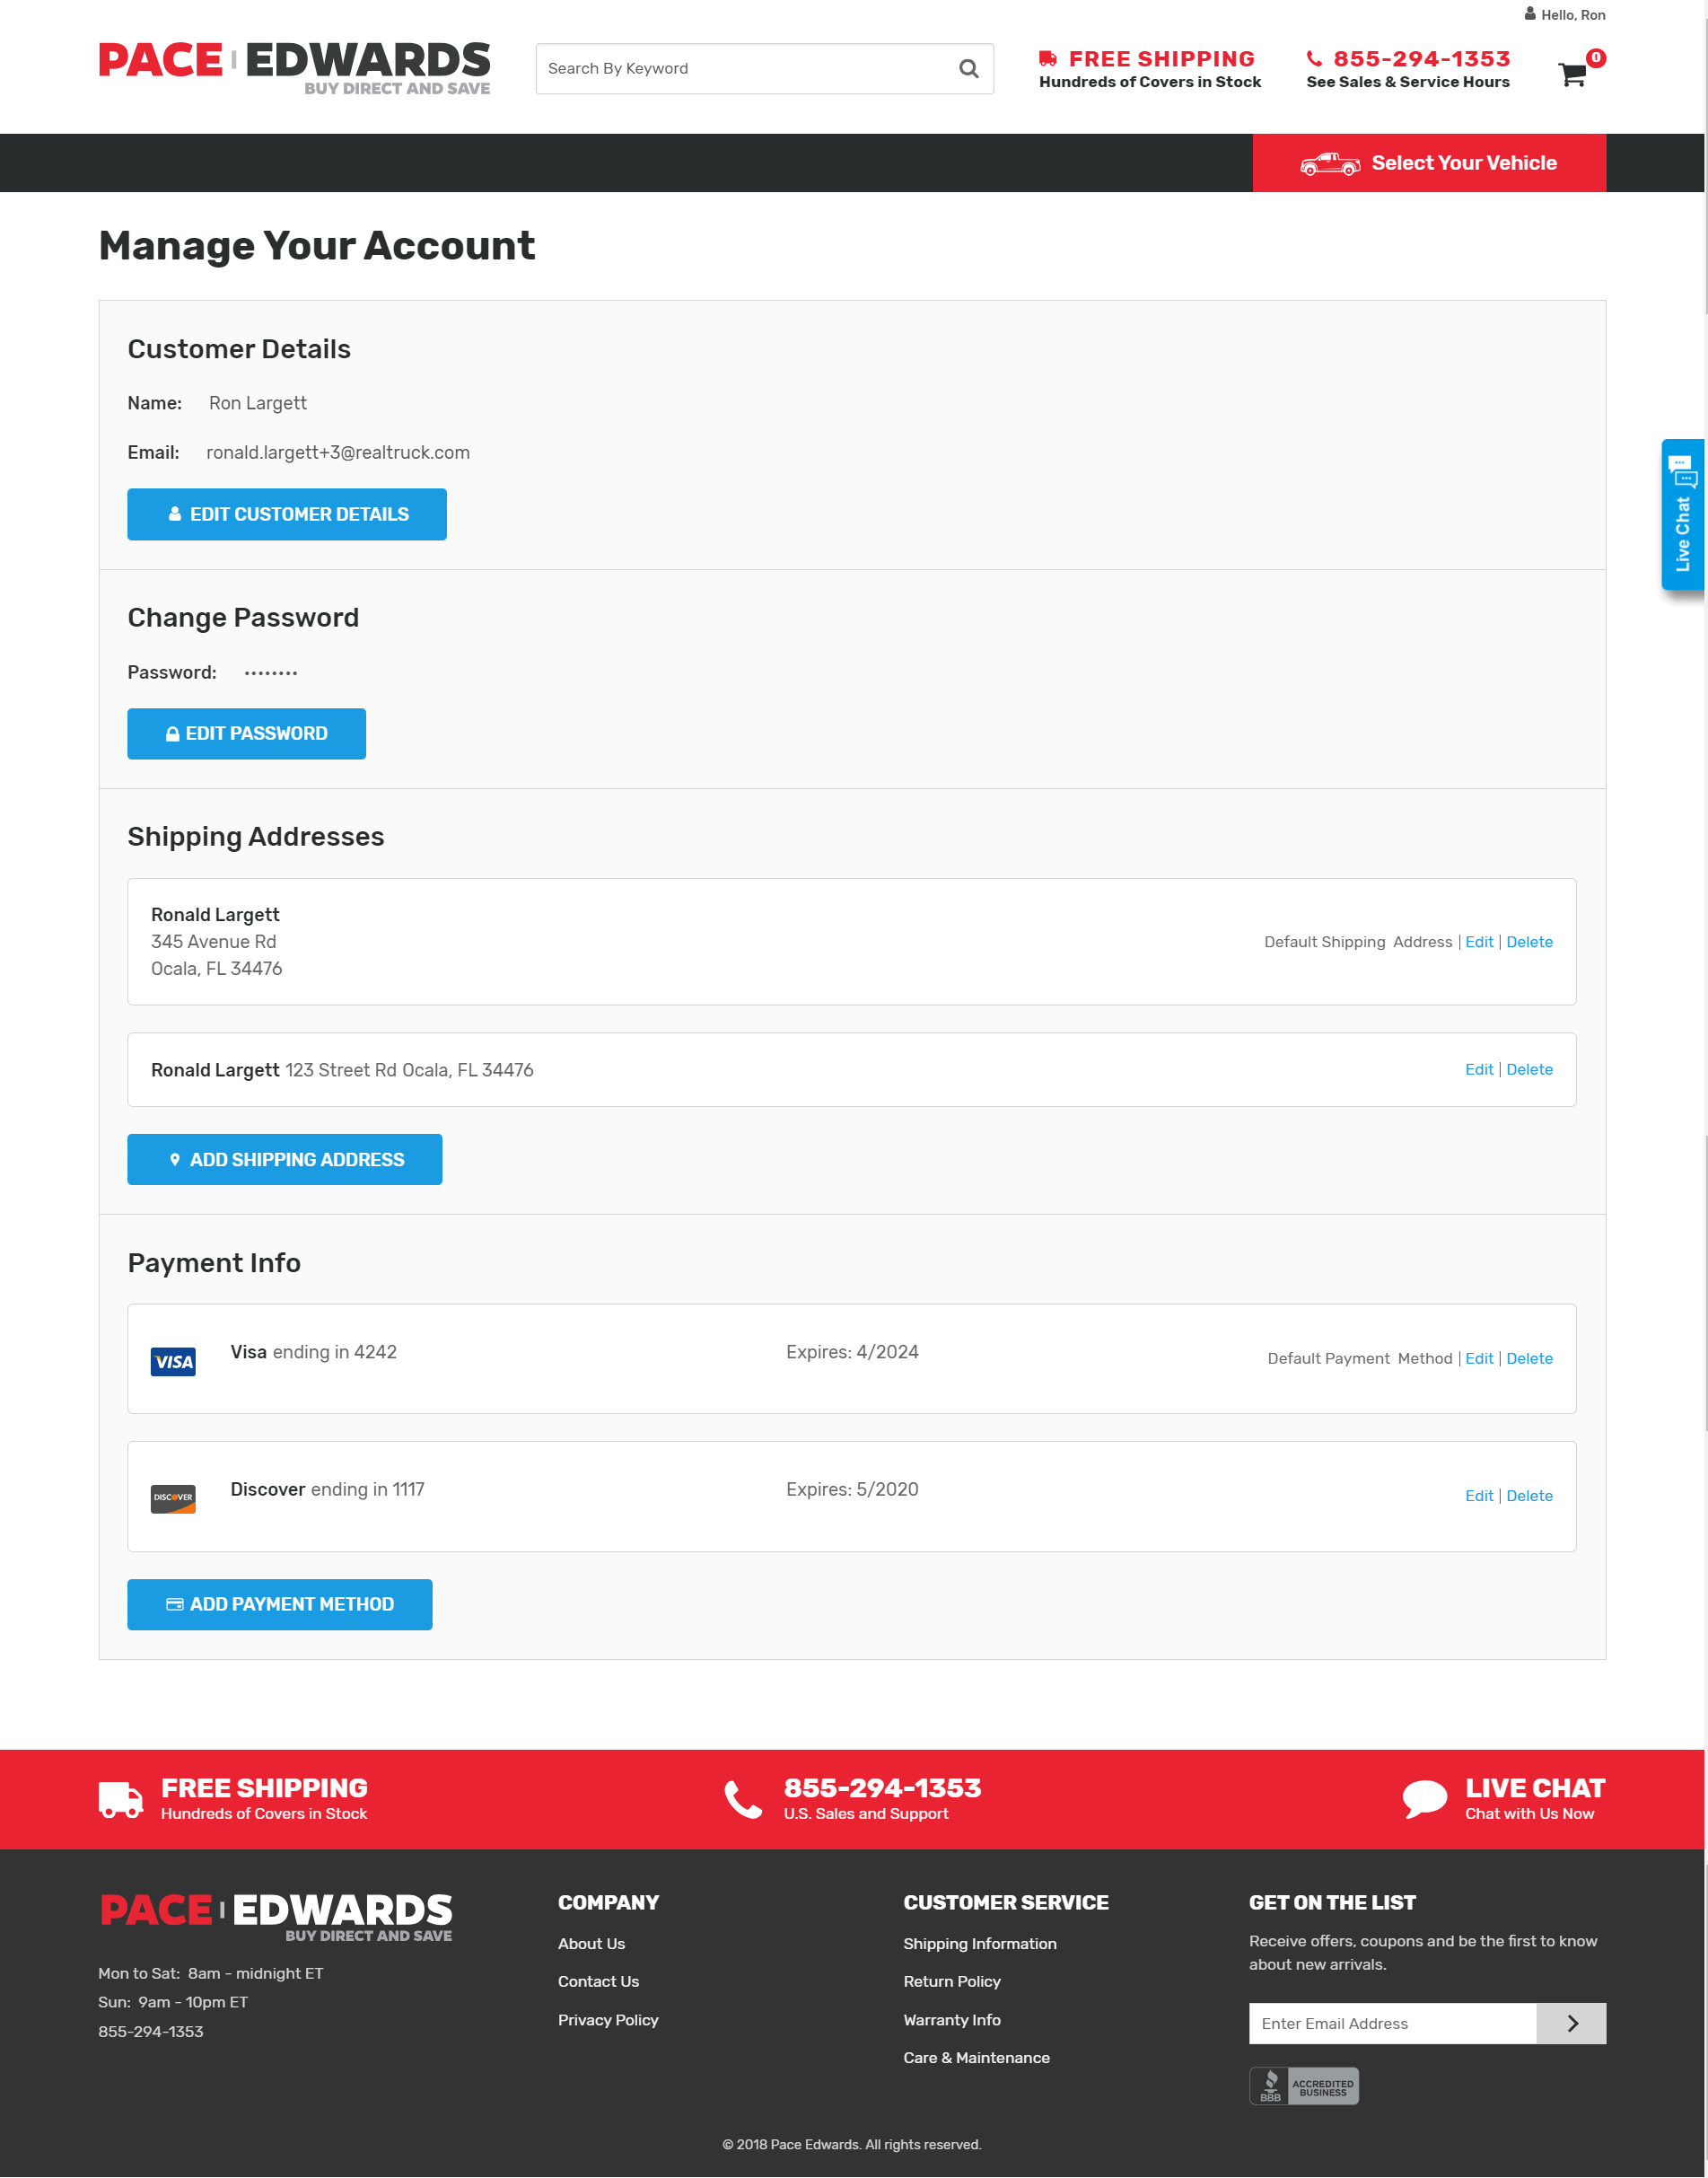 Hello, Ron
PACE EDWARDS
BUY DIRECT AND SAVE
Search By Keyword
FREE SHIPPING
Hundreds of Covers in Stock
855-294-1353
See Sales & Service Hours
0
Select Your Vehicle
Manage Your Account
Customer Details
Name: Ron Largett
Email: ronald.largett+3@realtruck.com
EDIT CUSTOMER DETAILS
Live Chat
Change Password
Password: ••••••••
EDIT PASSWORD
Shipping Addresses
Ronald Largett
345 Avenue Rd
Ocala, FL 34476
Default Shipping Address | Edit | Delete
Ronald Largett 123 Street Rd Ocala, FL 34476
Edit | Delete
ADD SHIPPING ADDRESS
Payment Info
VISA
Visa ending in 4242
Expires: 4/2024
Default Payment Method | Edit | Delete
DISCOVER
Discover ending in 1117
Expires: 5/2020
Edit | Delete
ADD PAYMENT METHOD
FREE SHIPPING
Hundreds of Covers in Stock
855-294-1353
U.S. Sales and Support
LIVE CHAT
Chat with Us Now
PACE EDWARDS
BUY DIRECT AND SAVE
Mon to Sat: 8am - midnight ET
Sun: 9am - 10pm ET
855-294-1353
COMPANY
About Us
Contact Us
Privacy Policy
CUSTOMER SERVICE
Shipping Information
Return Policy
Warranty Info
Care & Maintenance
GET ON THE LIST
Receive offers, coupons and be the first to know
about new arrivals.
Enter Email Address
BBB
ACCREDITED
BUSINESS
© 2018 Pace Edwards. All rights reserved.